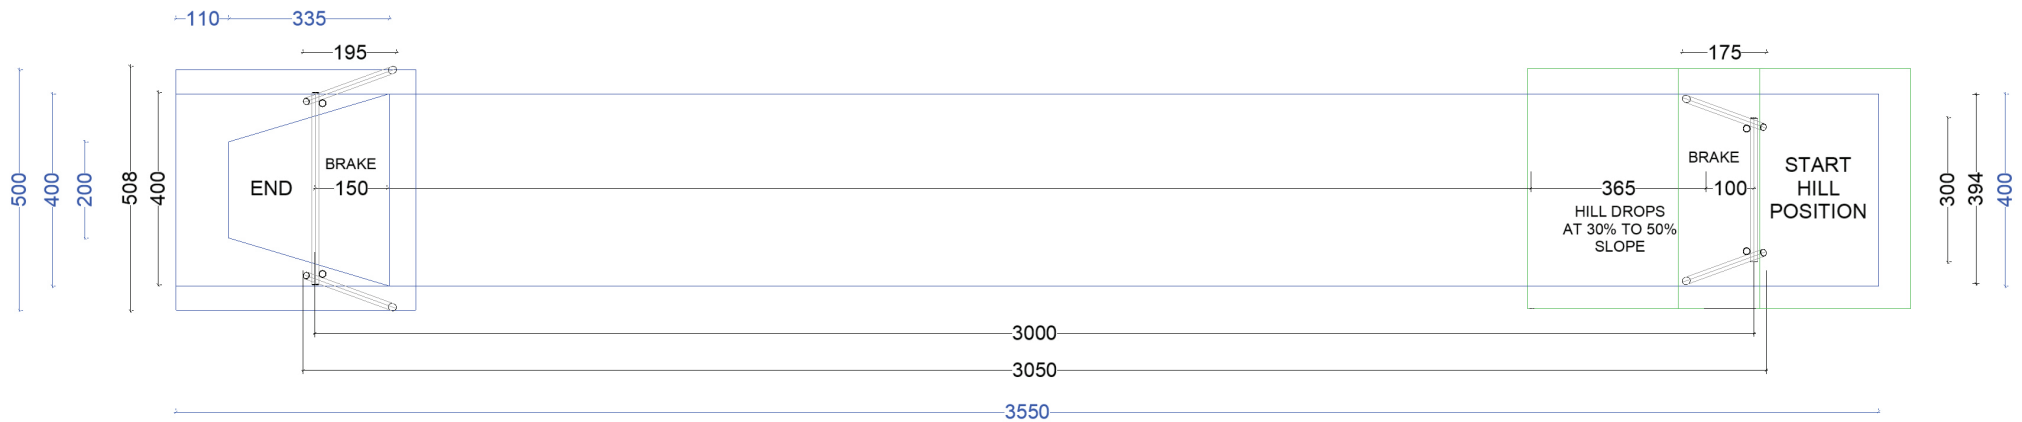 110
335
195
175
BRAKE
BRAKE
START
HILL
POSITION
END
150
365
100
HILL DROPS
AT 30% TO 50%
SLOPE
500
400
200
508
400
300
394
400
3000
3050
3550